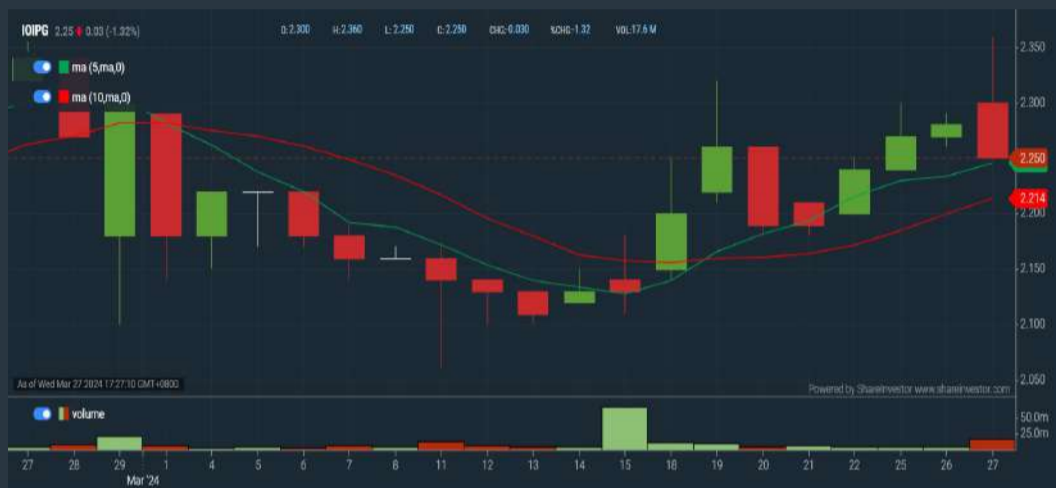 IOIPG 2.25 0.03 (-1.32%) O: 2.300 H: 2.360 L: 2.250 C: 2.250 CHG:-0.030 %CHG:-1.32 VOL:17.6 M
ma (5,ma,0)
ma (10,ma,0)
2.350
2.300
2.250
2.214
2.200
2.150
2.100
2.050
As of Wed Mar 27 2024 17:27:10 GMT+0800
Powered by ShareInvestor www.shareinvestor.com
volume
50.0m
25.0m
27 28 29 1 4 5 6 7 8 11 12 13 14 15 18 19 20 21 22 25 26 27
Mar '24